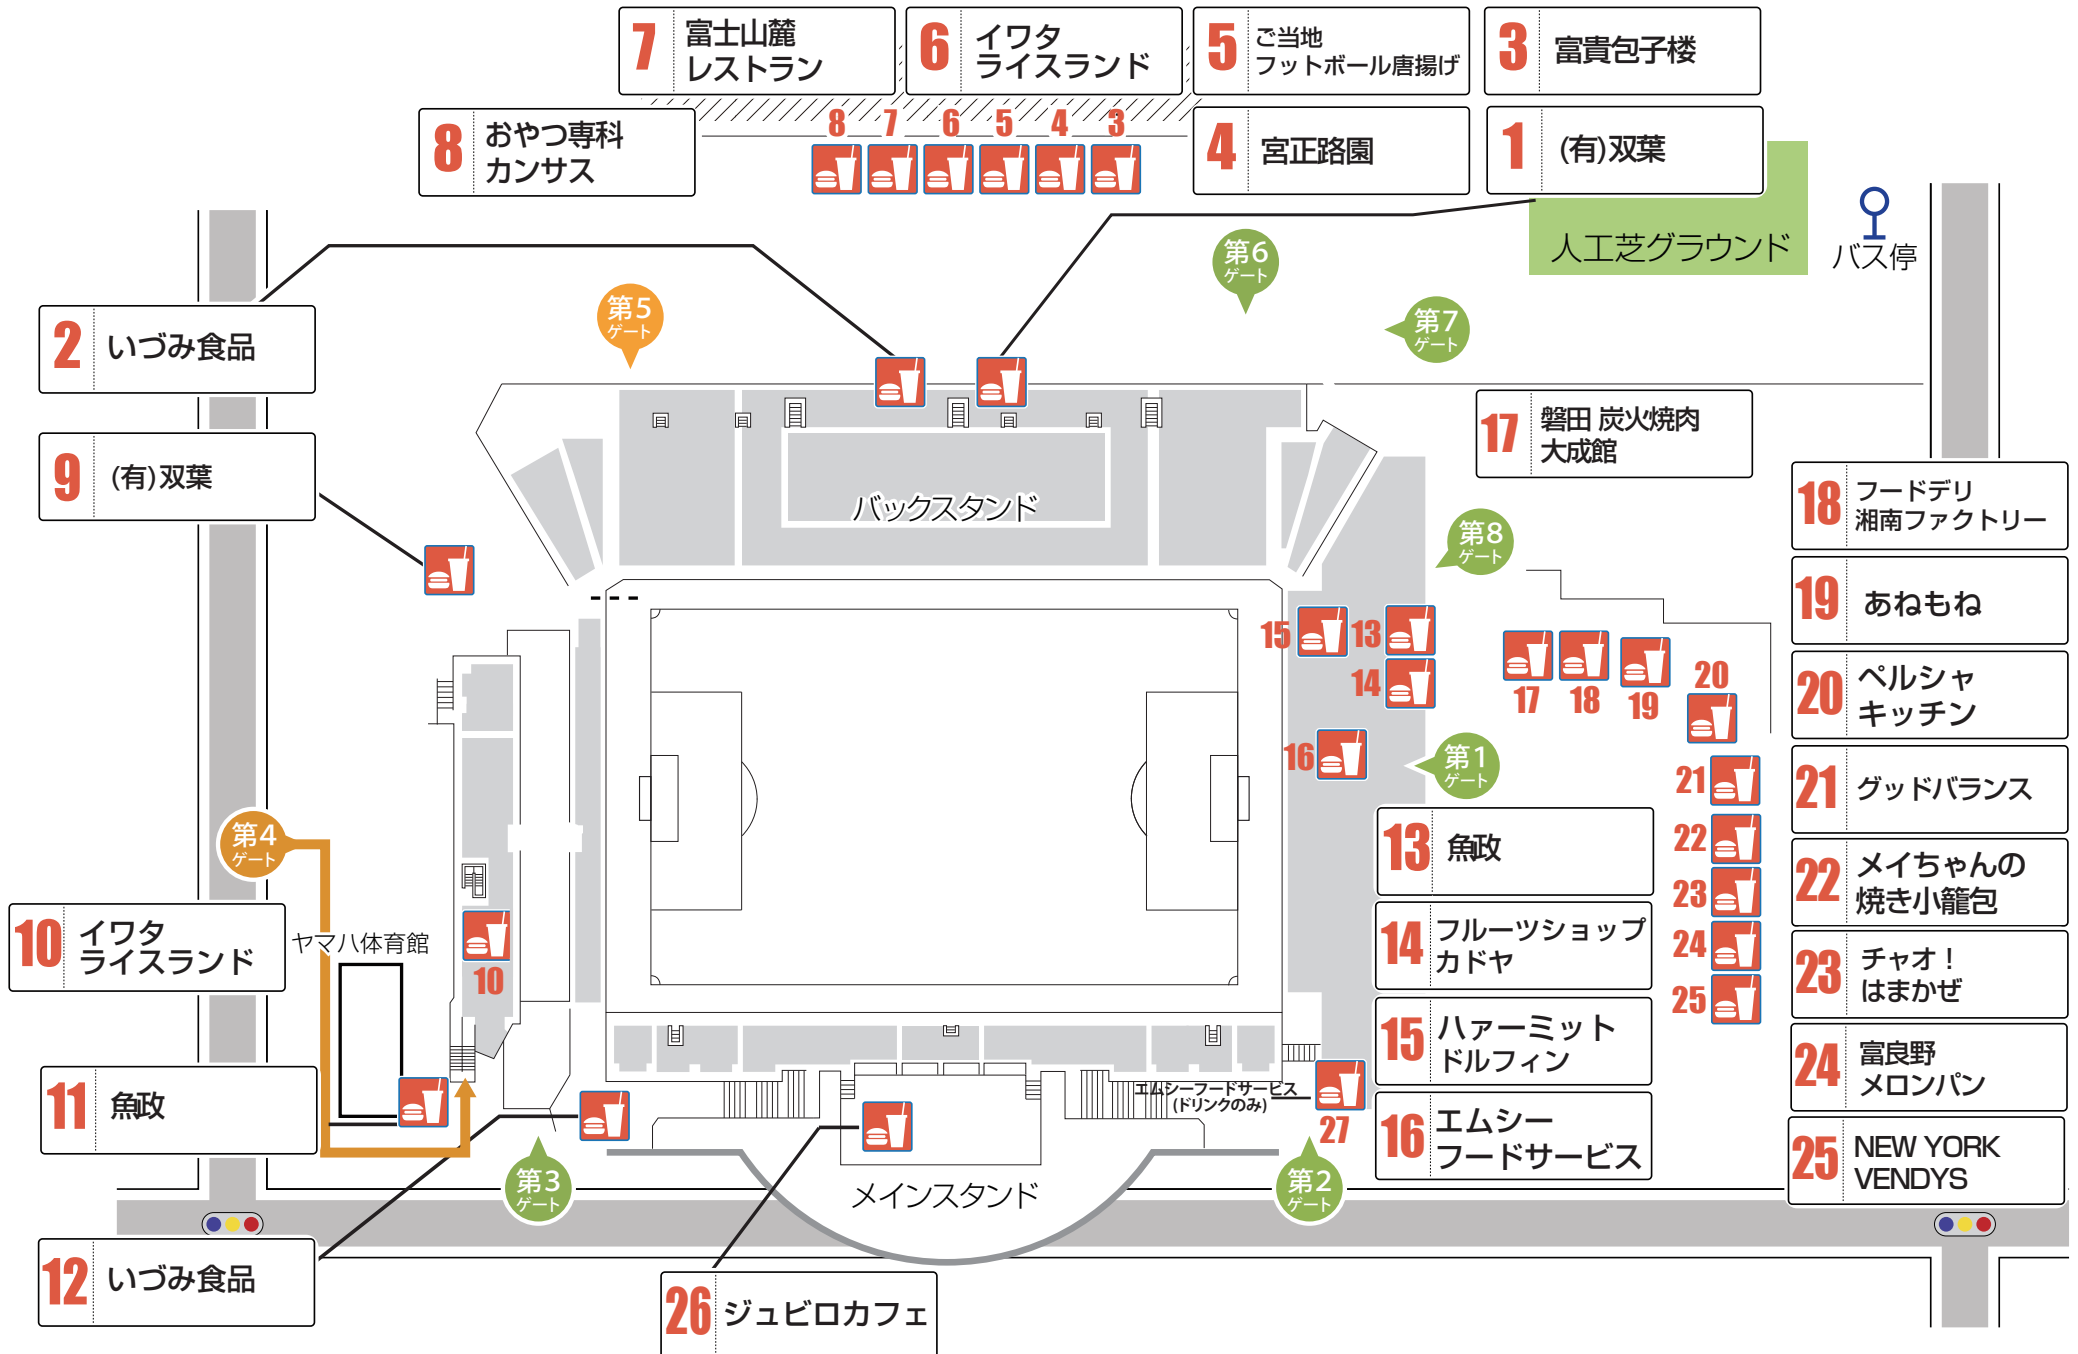 7 富士山麓
レストラン
6 イワタ
ライスランド
5 ご当地
フットボール唐揚げ
3 富貴包子楼
8 おやつ専科
カンサス
4 宮正路園
1 (有)双葉
8 7 6 5 4 3
人工芝グラウンド
バス停
第6
ゲート
第5
ゲート
第7
ゲート
2 いづみ食品
9 (有)双葉
17 磐田 炭火焼肉
大成館
バックスタンド
第8
ゲート
18 フードデリ
湘南ファクトリー
19 あねもね
20 ペルシャ
キッチン
21 グッドバランス
22 メイちゃんの
焼き小籠包
23 チャオ！
はまかぜ
24 富良野
メロンパン
25 NEW YORK
VENDYS
15 13
14
16
17 18 19 20
21
22
23
24
25
第1
ゲート
13 魚政
14 フルーツショップ
カドヤ
15 ハァーミット
ドルフィン
16 エムシー
フードサービス
第4
ゲート
10 イワタ
ライスランド
ヤマハ体育館
10
11 魚政
エムシーフードサービス
(ドリンクのみ)
27
第3
ゲート
メインスタンド
第2
ゲート
12 いづみ食品
26 ジュビロカフェ